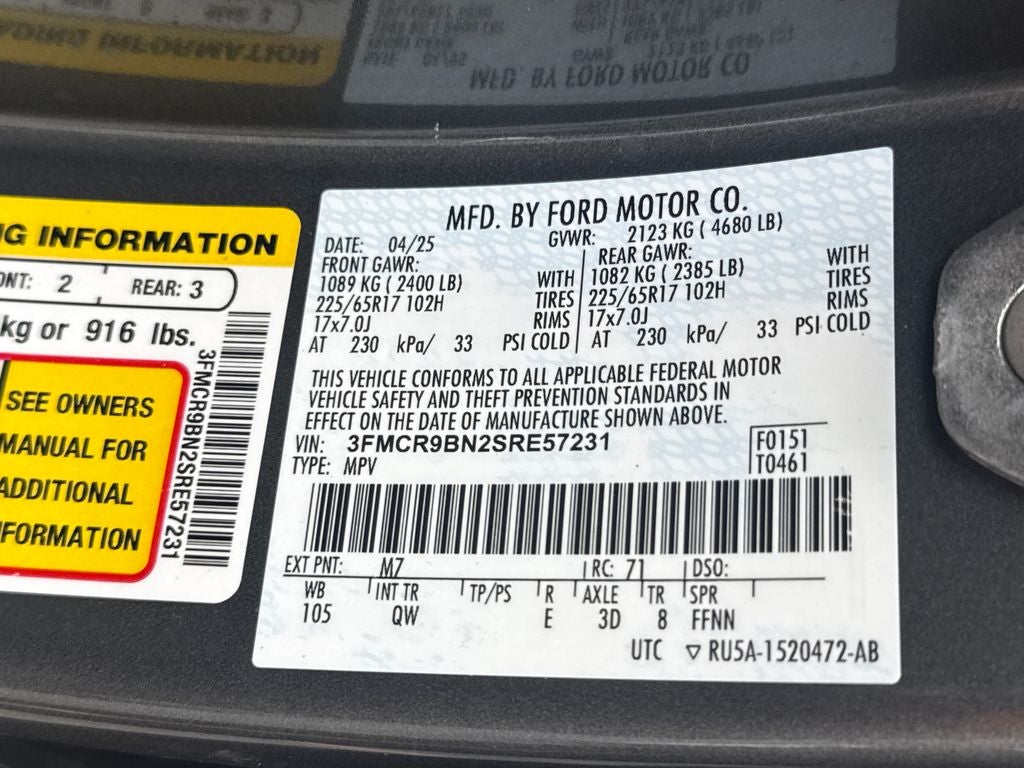 MFD. BY FORD MOTOR CO
G INFORMATION
NT: 2 REAR: 3
kg or 916 lbs.
SEE OWNERS
MANUAL FOR
ADDITIONAL
FORMATION
3FMCR9BN2SRE57231
MFD. BY FORD MOTOR CO.
DATE: 04/25 GVWR: 2123 KG ( 4680 LB)
FRONT GAWR: REAR GAWR:
1089 KG ( 2400 LB) WITH 1082 KG ( 2385 LB) WITH
225/65R17 102H TIRES 225/65R17 102H TIRES
17x7.0J RIMS 17x7.0J RIMS
AT 230 kPa/ 33 PSI COLD AT 230 kPa/ 33 PSI COLD
THIS VEHICLE CONFORMS TO ALL APPLICABLE FEDERAL MOTOR
VEHICLE SAFETY AND THEFT PREVENTION STANDARDS IN
EFFECT ON THE DATE OF MANUFACTURE SHOWN ABOVE.
VIN: 3FMCR9BN2SRE57231 F0151
TYPE: MPV T0461
EXT PNT: M7 RC: 71 DSO:
WB INT TR TP/PS R AXLE TR SPR
105 QW E 3D 8 FFNN
UTC ▽ RU5A-1520472-AB